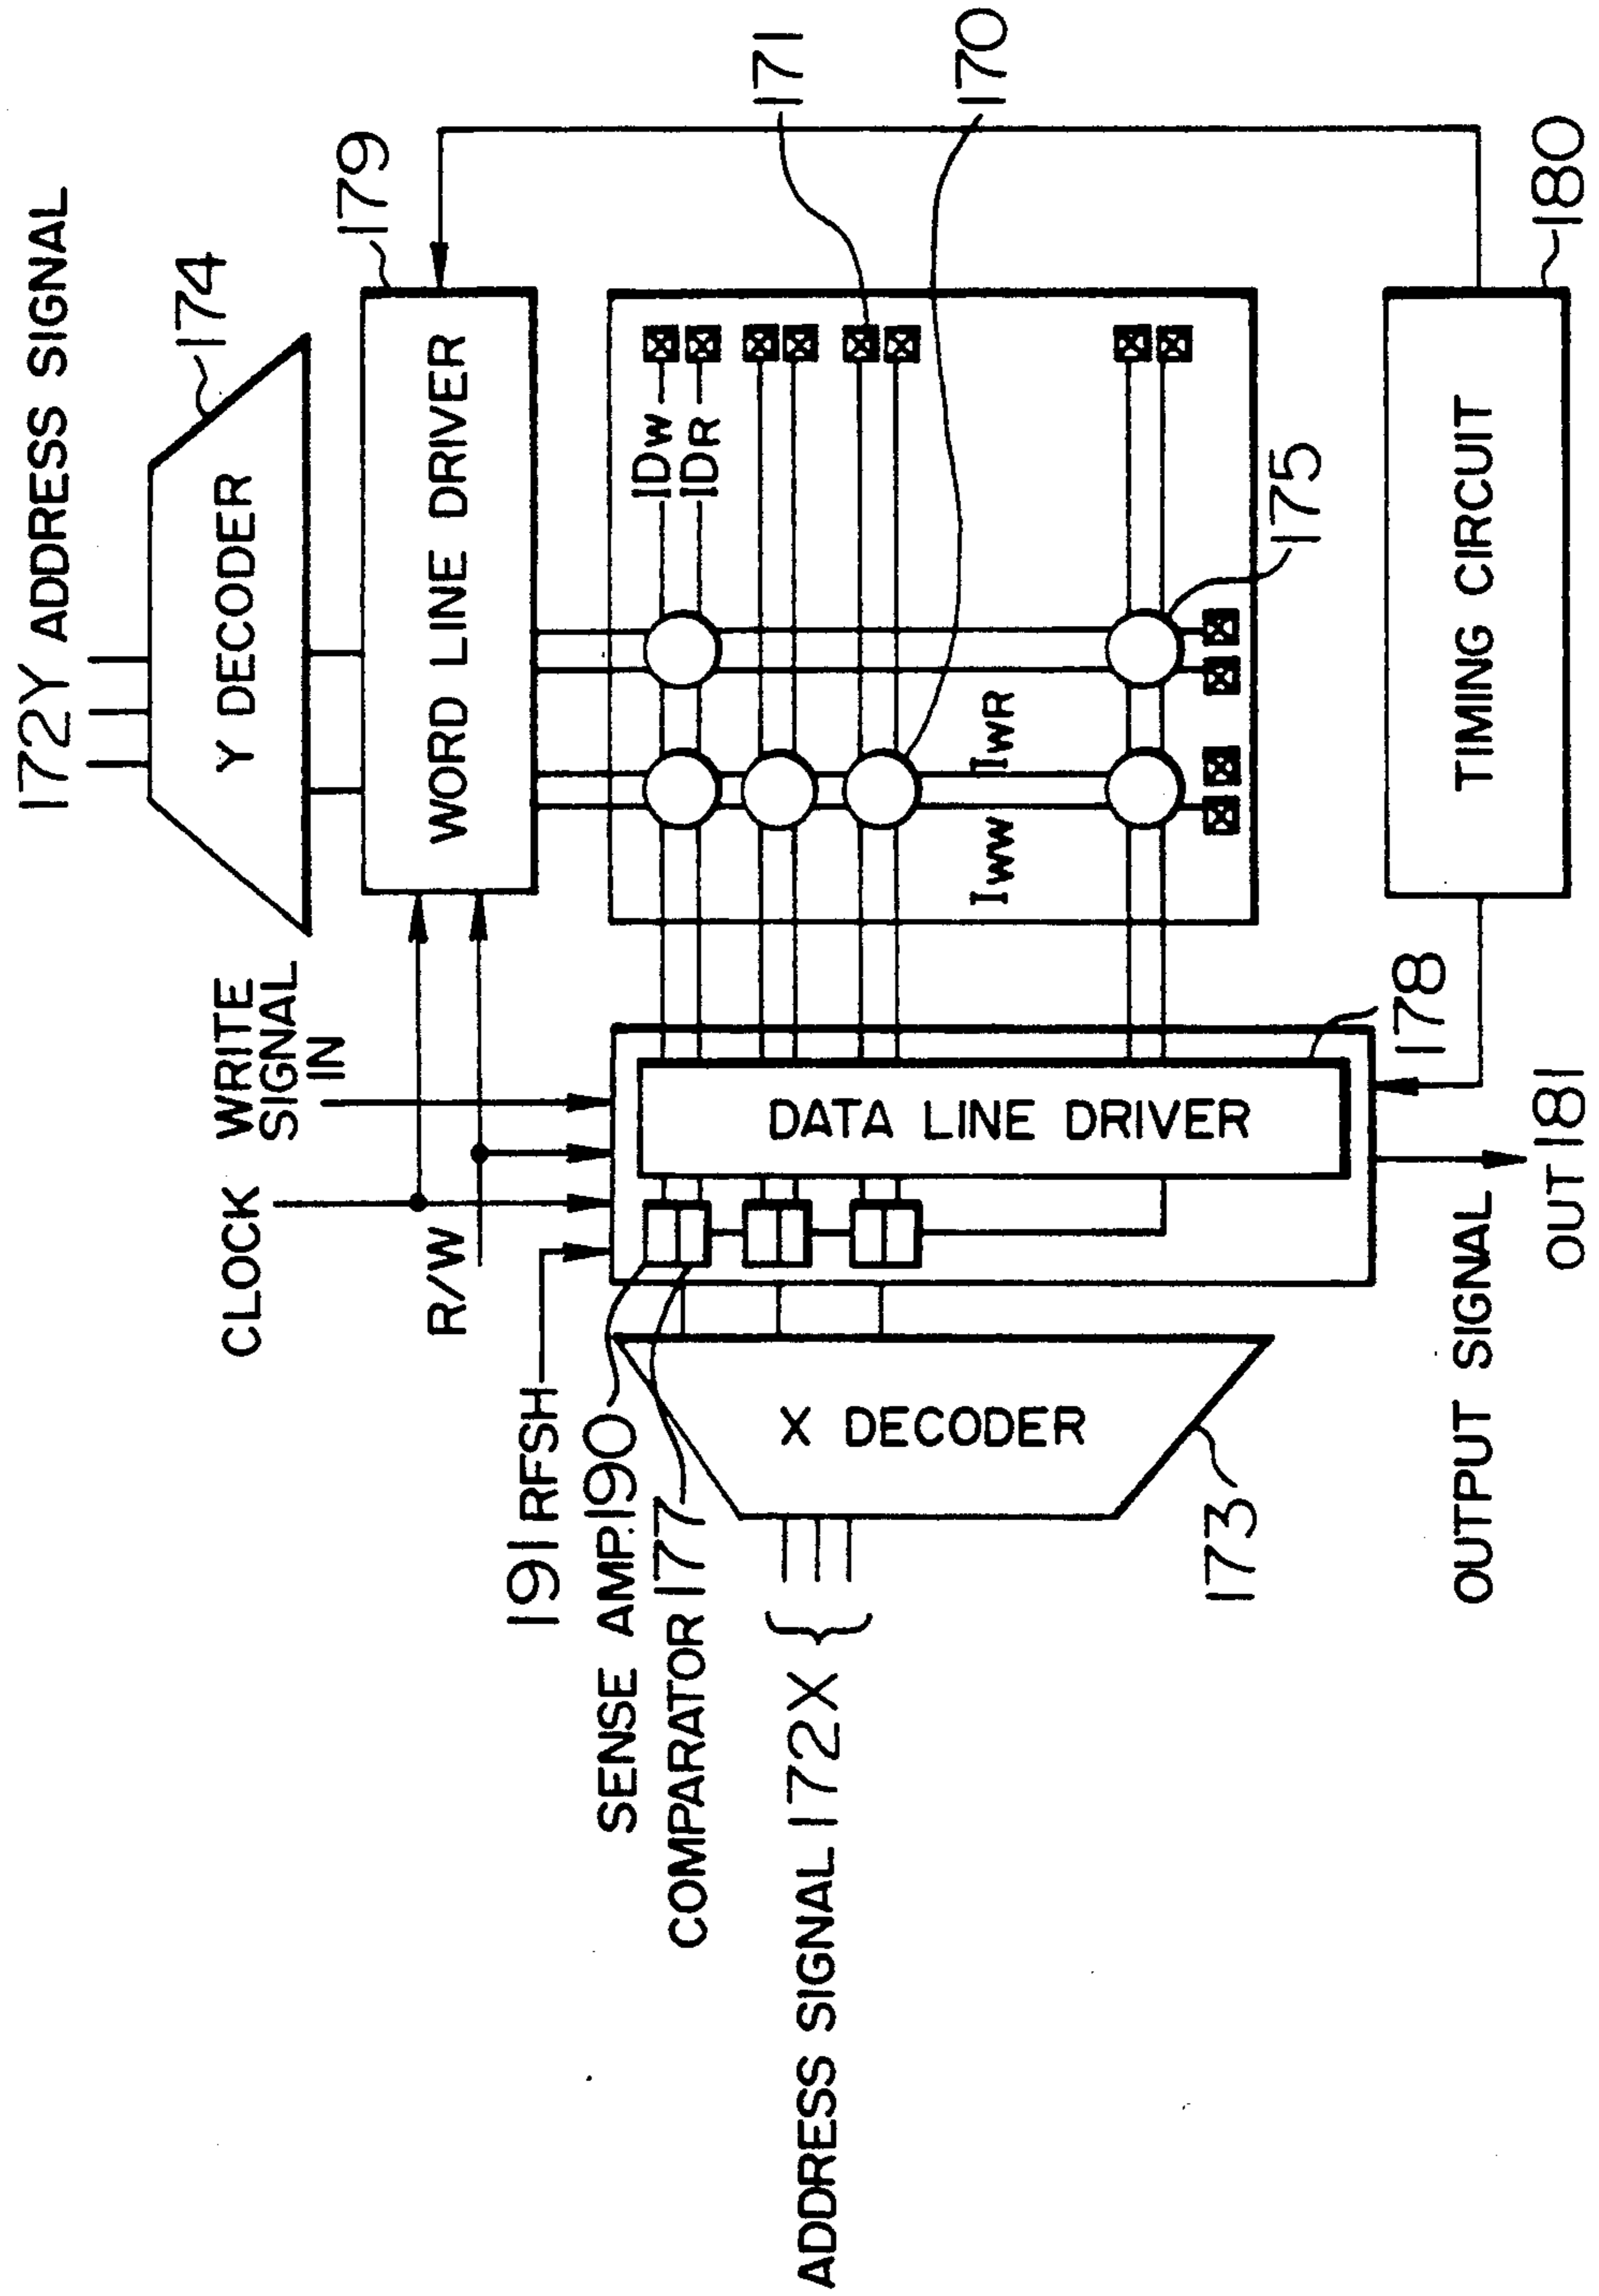 172Y ADDRESS SIGNAL
174
Y DECODER
179
WORD LINE DRIVER
171
170
IDW
IDR
175
IWW
IWR
TIMING CIRCUIT
180
WRITE
SIGNAL
IN
CLOCK
R/W
191 RFSH
SENSE AMP. 190
COMPARATOR 177
DATA LINE DRIVER
178
X DECODER
173
ADDRESS SIGNAL 172X
OUTPUT SIGNAL
OUT 181